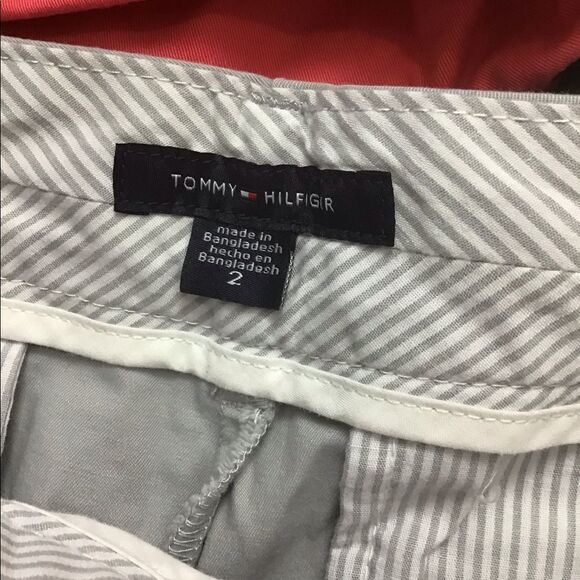 TOMMY HILFIGIR
made in
Bangladesh
hecho en
Bangladesh
2